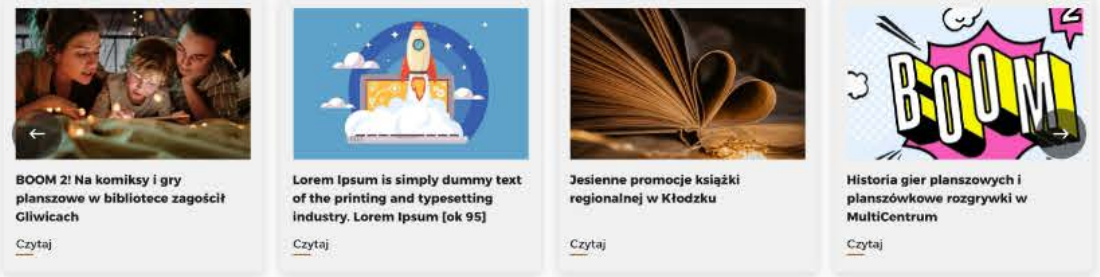 BOOM 2! Na komiksy i gry
planszowe w bibliotece zagościł
Gliwicach
Czytaj
Lorem Ipsum is simply dummy text
of the printing and typesetting
industry. Lorem Ipsum [ok 95]
Czytaj
Jesienne promocje książki
regionalnej w Kłodzku
Czytaj
2
BOOM
Historia gier planszowych i
planszówkowe rozgrywki w
MultiCentrum
Czytaj